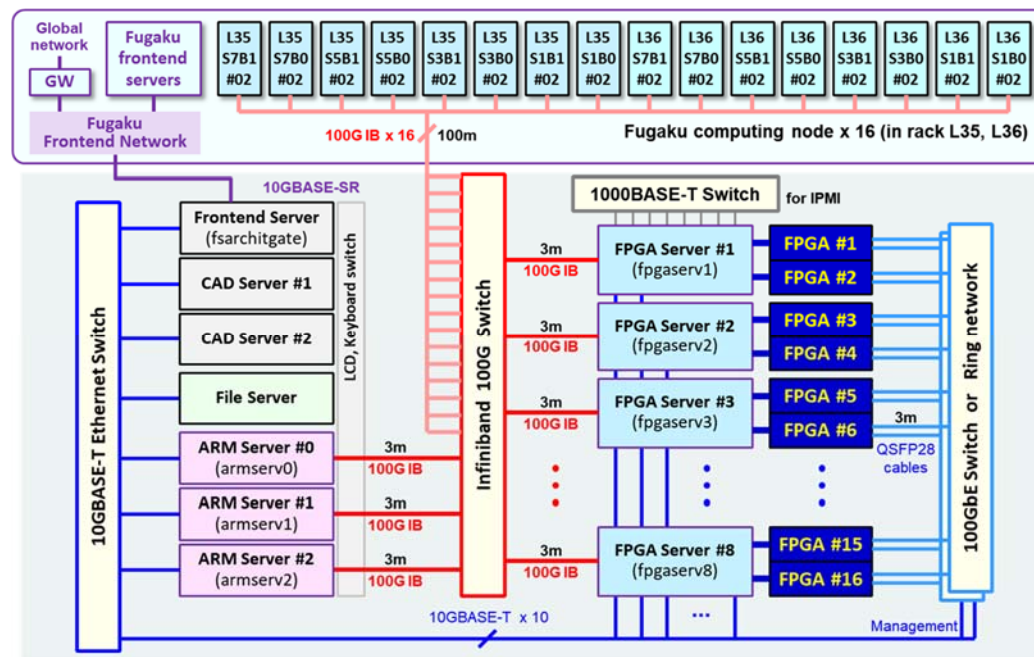 Global
network
GW
Fugaku
frontend
servers
Fugaku
Frontend Network
L35
S7B1
#02
L35
S7B0
#02
L35
S5B1
#02
L35
S5B0
#02
L35
S3B1
#02
L35
S3B0
#02
L35
S1B1
#02
L35
S1B0
#02
L36
S7B1
#02
L36
S7B0
#02
L36
S5B1
#02
L36
S5B0
#02
L36
S3B1
#02
L36
S3B0
#02
L36
S1B1
#02
L36
S1B0
#02
100G IB x 16
100m
Fugaku computing node x 16 (in rack L35, L36)
10GBASE-SR
10GBASE-T Ethernet Switch
Frontend Server
(fsarchitgate)
CAD Server #1
CAD Server #2
File Server
ARM Server #0
(armserv0)
ARM Server #1
(armserv1)
ARM Server #2
(armserv2)
LCD, Keyboard switch
3m
100G IB
3m
100G IB
3m
100G IB
Infiniband 100G Switch
1000BASE-T Switch
for IPMI
3m
100G IB
3m
100G IB
3m
100G IB
3m
100G IB
FPGA Server #1
(fpgaserv1)
FPGA Server #2
(fpgaserv2)
FPGA Server #3
(fpgaserv3)
FPGA Server #8
(fpgaserv8)
...
FPGA #1
FPGA #2
FPGA #3
FPGA #4
FPGA #5
FPGA #6
FPGA #15
FPGA #16
3m
QSFP28
cables
100GbE Switch or Ring network
10GBASE-T x 10
Management